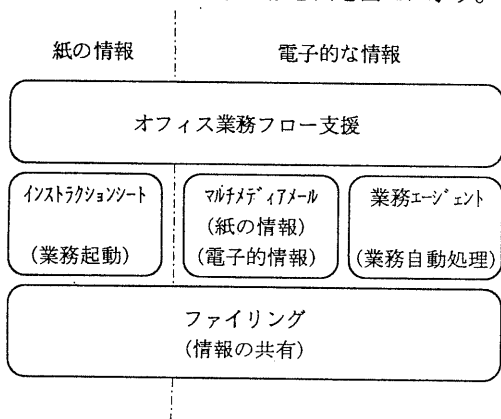 紙の情報
電子的な情報
オフィス業務フロー支援
インストラクションシート
(業務起動)
マルチメディアメール
(紙の情報)
(電子的情報)
業務エージェント
(業務自動処理)
ファイリング
(情報の共有)